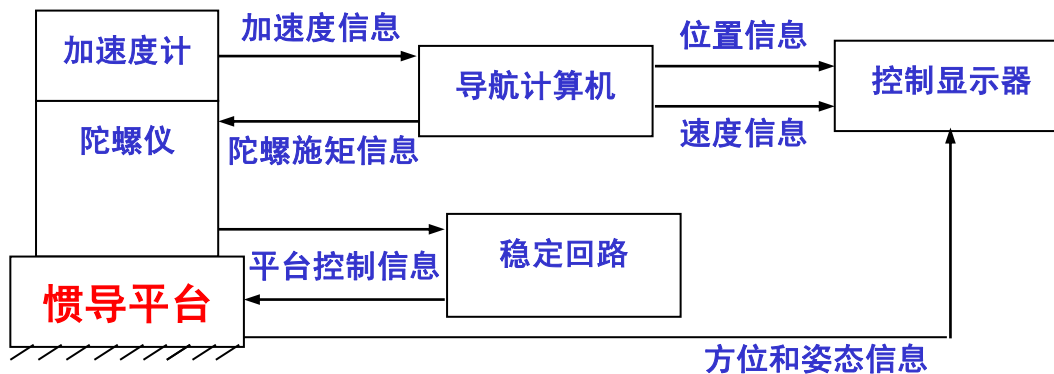 加速度计
加速度信息
位置信息
导航计算机
控制显示器
陀螺仪
陀螺施矩信息
速度信息
稳定回路
平台控制信息
惯导平台
方位和姿态信息